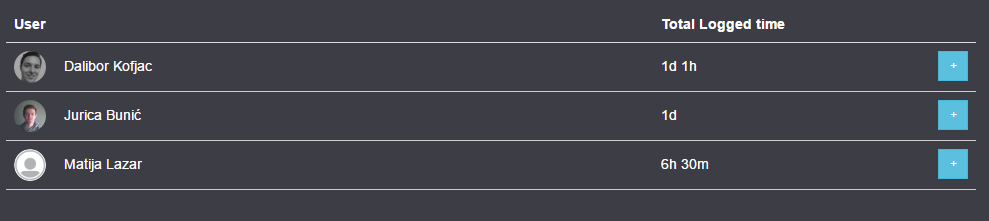 User Total Logged time
Dalibor Kofjac 1d 1h +
Jurica Bunić 1d +
Matija Lazar 6h 30m +